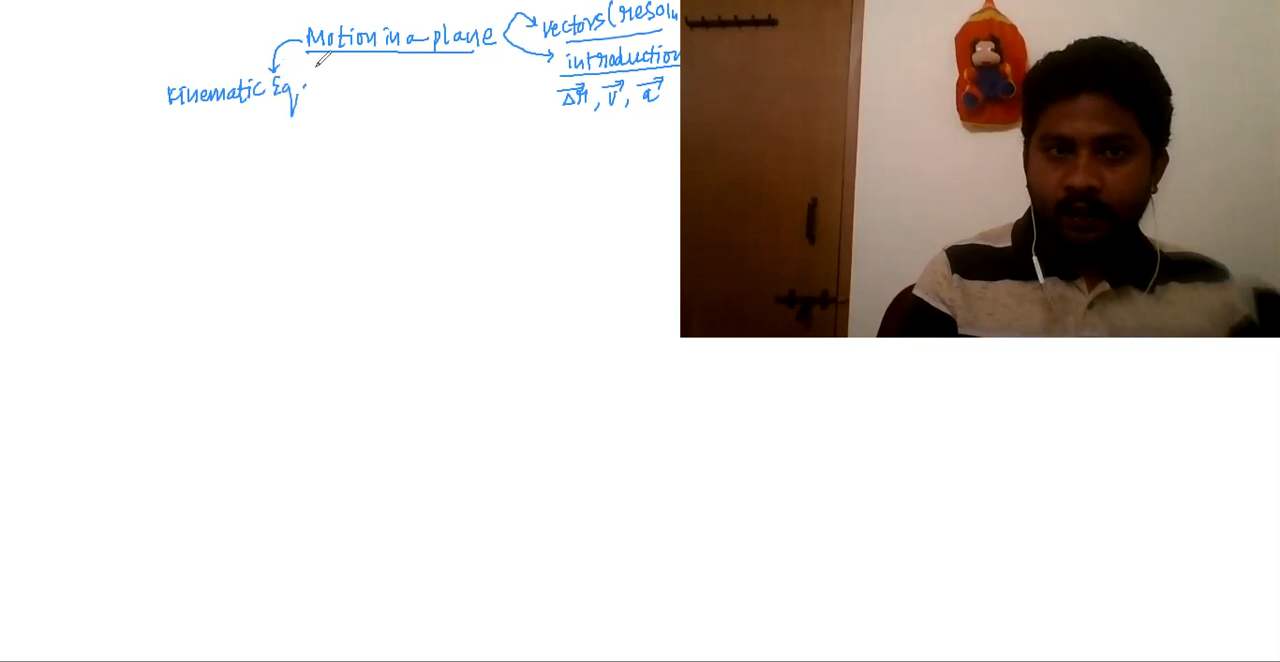 Motion in a plane
vectors (resolu
introduction
Kinematic Eq.
Δr, v, a